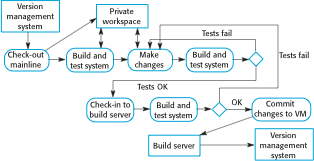 Version
management
system
Private
workspace
Tests fail
Check-out
mainline
Build and
test system
Make
changes
Build and
test system
Tests fail
Tests OK
Check-in to
build server
Build and
test system
OK
Commit
changes to VM
Build server
Version
management
system